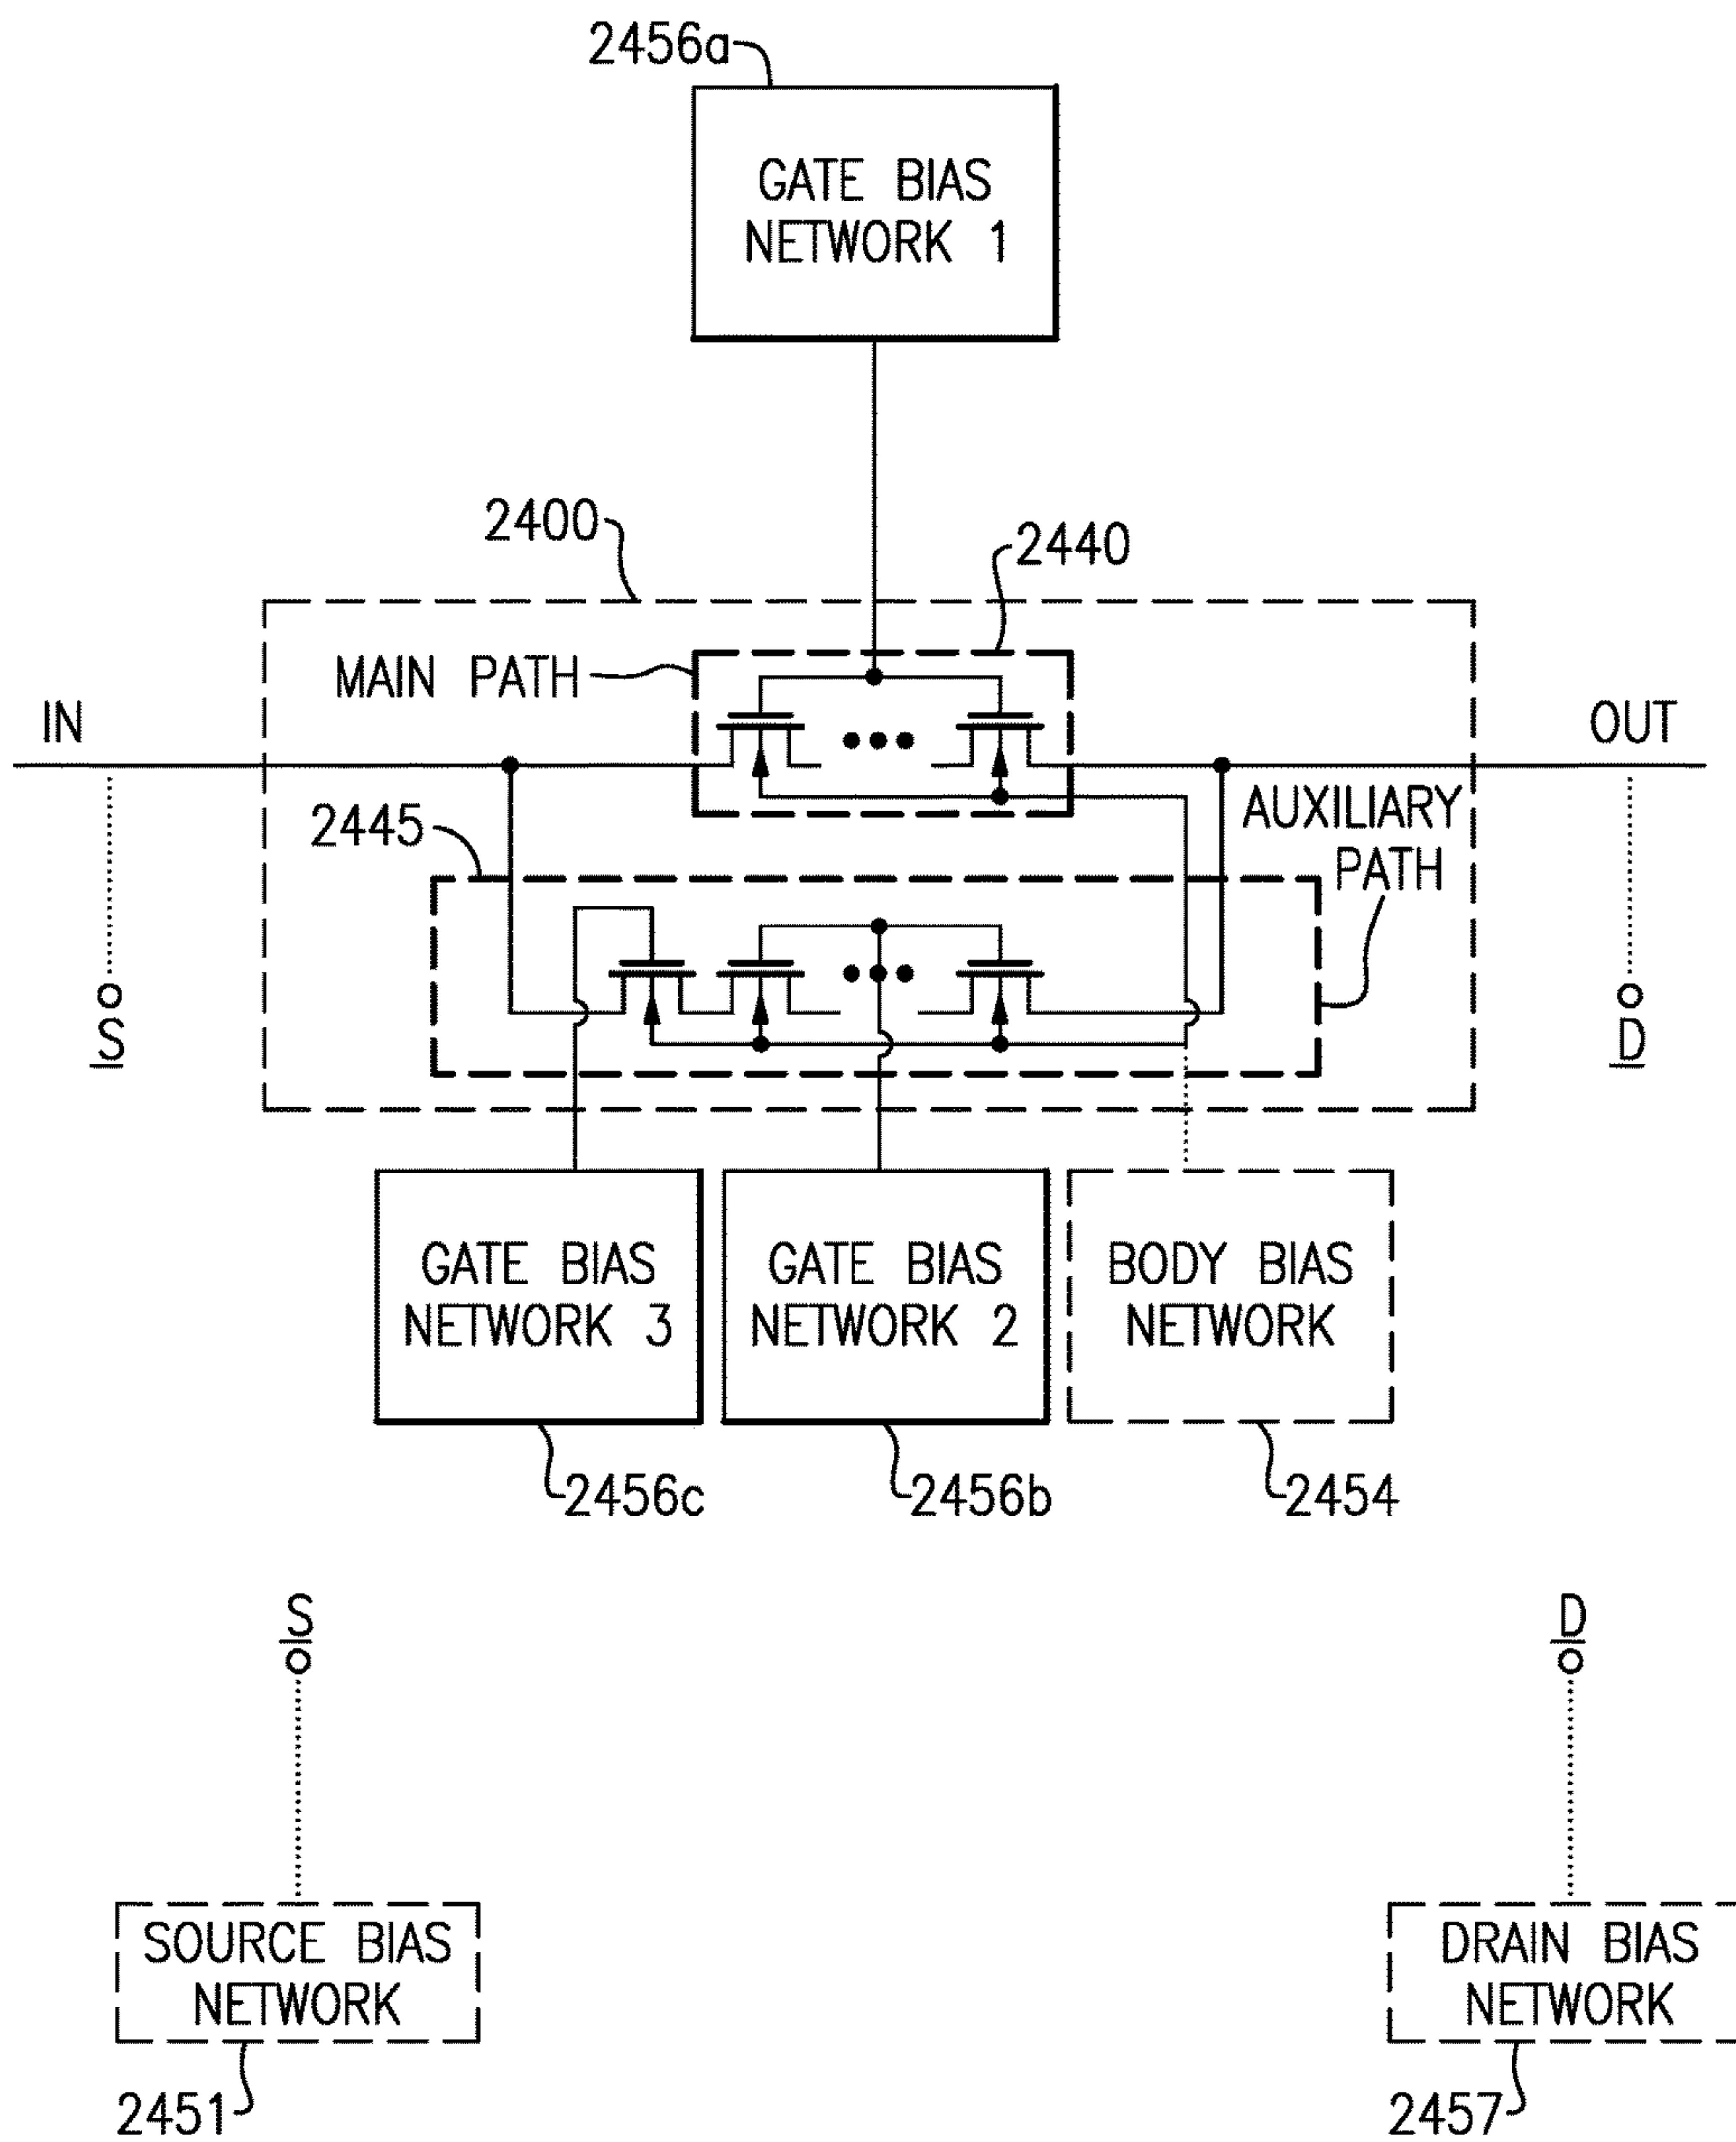 2456a
GATE BIAS
NETWORK 1
2400
2440
MAIN PATH
IN
OUT
2445
AUXILIARY
PATH
S
D
GATE BIAS
NETWORK 3
GATE BIAS
NETWORK 2
BODY BIAS
NETWORK
2456c
2456b
2454
S
D
SOURCE BIAS
NETWORK
DRAIN BIAS
NETWORK
2451
2457